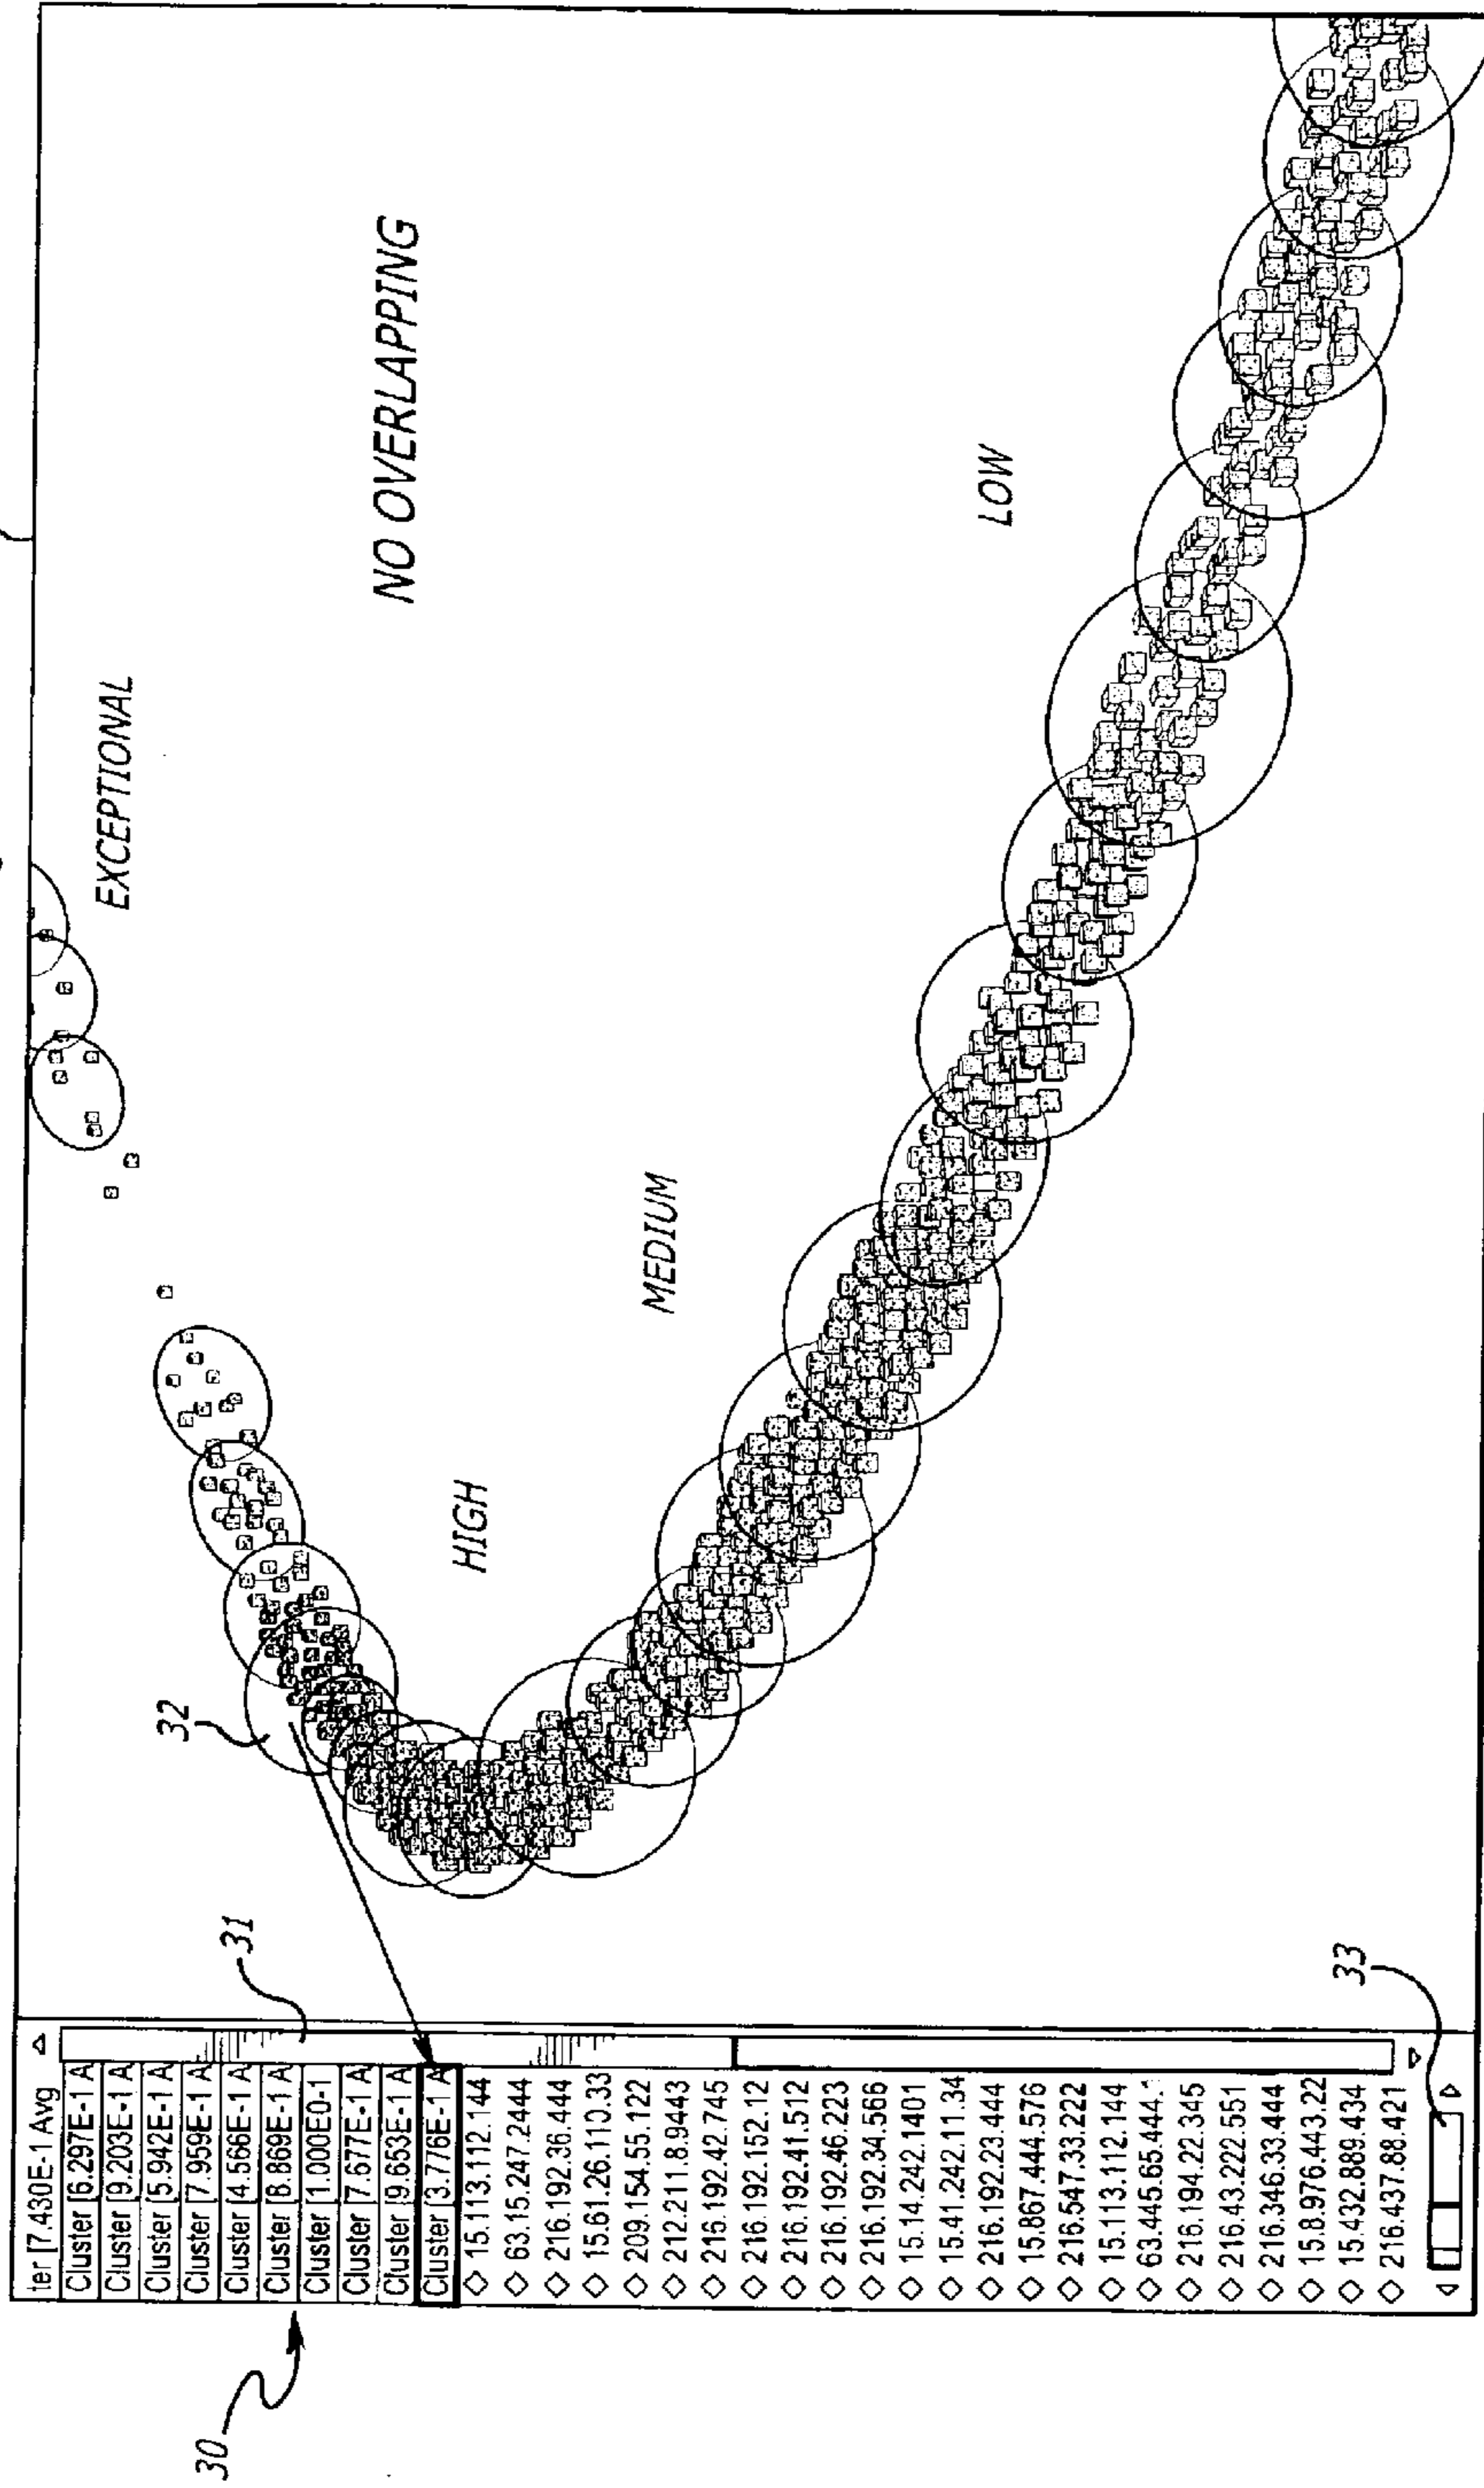 30
ter [7.430E-1 Avg
Cluster [6.297E-1 A
Cluster [9.203E-1 A
Cluster [5.942E-1 A
Cluster [7.959E-1 A
Cluster [4.566E-1 A
Cluster [8.869E-1 A
Cluster [1.000E0-1
Cluster [7.677E-1 A
Cluster [9.653E-1 A
Cluster [3.776E-1 A
15.113.112.144
63.15.247.2444
216.192.36.444
15.61.26.110.33
209.154.55.122
212.211.8.9443
216.192.42.745
216.192.152.12
216.192.41.512
216.192.46.223
216.192.34.566
15.14.242.1401
15.41.242.11.34
216.192.23.444
15.867.444.576
216.547.33.222
15.113.112.144
63.445.65.444.
216.194.22.345
216.43.222.551
216.346.33.444
15.8.976.443.22
15.432.889.434
216.437.88.421
31
32
33
EXCEPTIONAL
NO OVERLAPPING
HIGH
MEDIUM
LOW